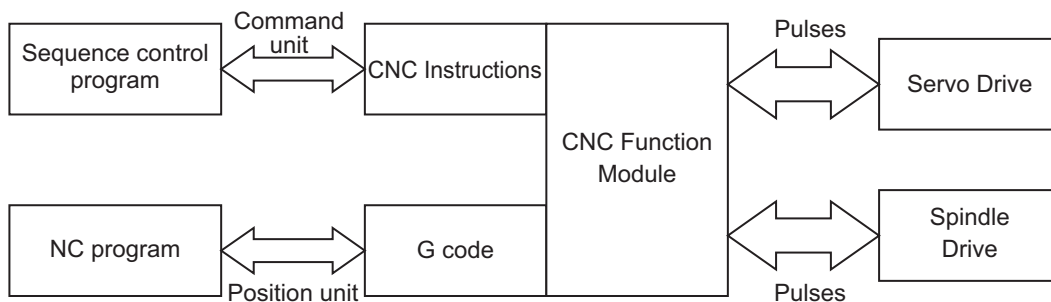 Sequence control
program
Command
unit
CNC Instructions
CNC Function
Module
Pulses
Servo Drive
NC program
Position unit
G code
Pulses
Spindle
Drive